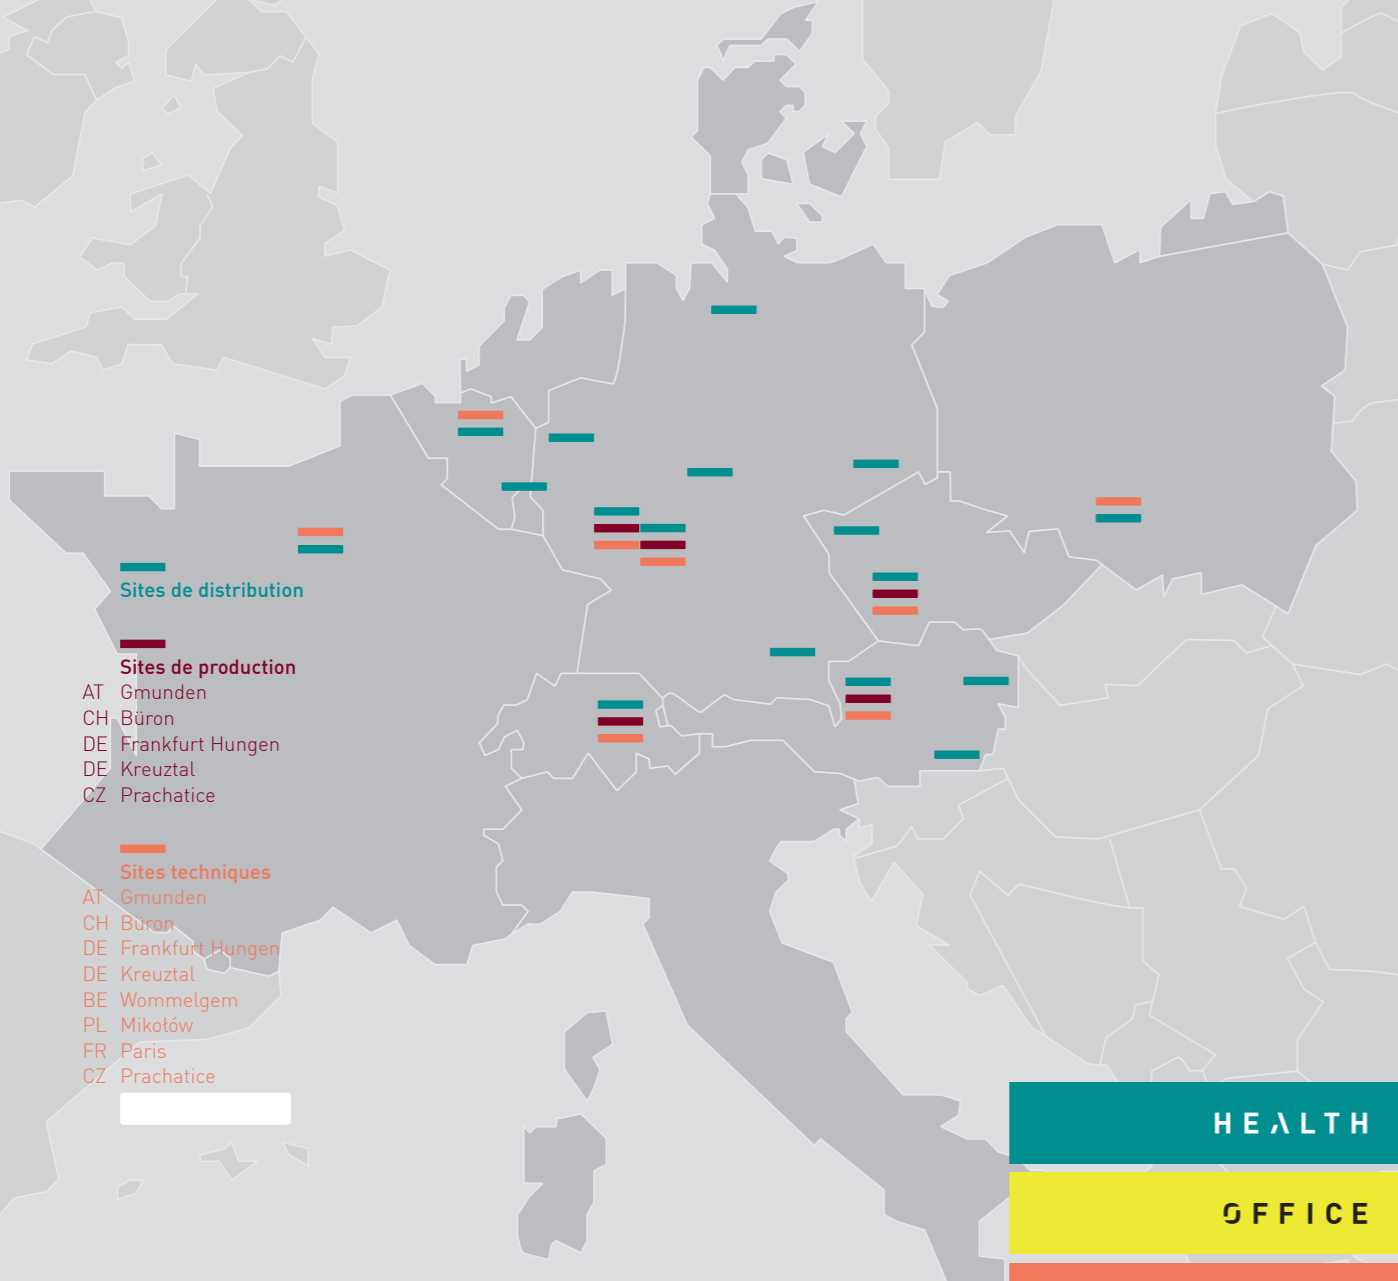 Sites de distribution
Sites de production
AT Gmunden
CH Büron
DE Frankfurt Hungen
DE Kreuztal
CZ Prachatice
Sites techniques
AT Gmunden
CH Büron
DE Frankfurt Hungen
DE Kreuztal
BE Wommelgem
PL Mikołów
FR Paris
CZ Prachatice
HEALTH
OFFICE